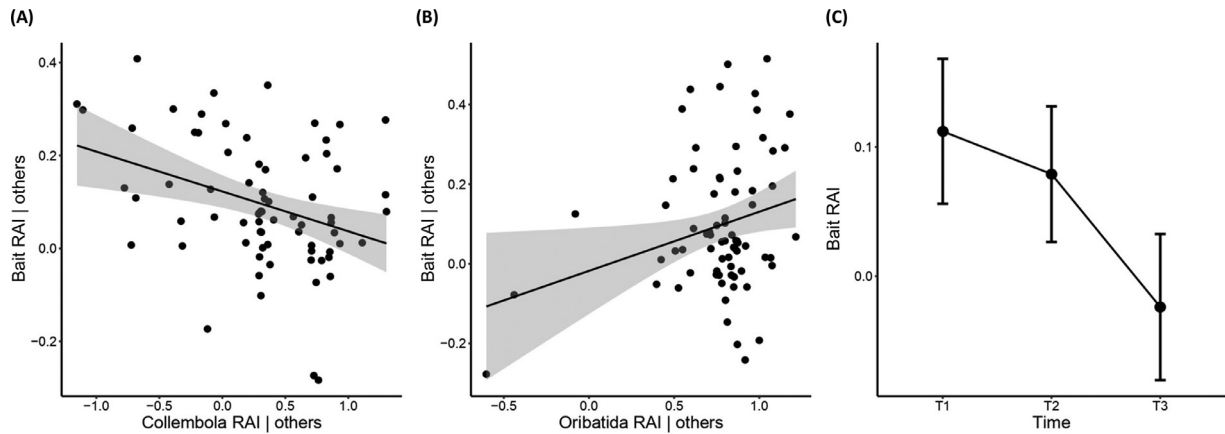 (A)
Bait RAI | others
0.4
0.2
0.0
−0.2
−1.0 −0.5 0.0 0.5 1.0
Collembola RAI | others
(B)
Bait RAI | others
0.4
0.2
0.0
−0.2
−0.5 0.0 0.5 1.0
Oribatida RAI | others
(C)
Bait RAI
0.1
0.0
T1 T2 T3
Time